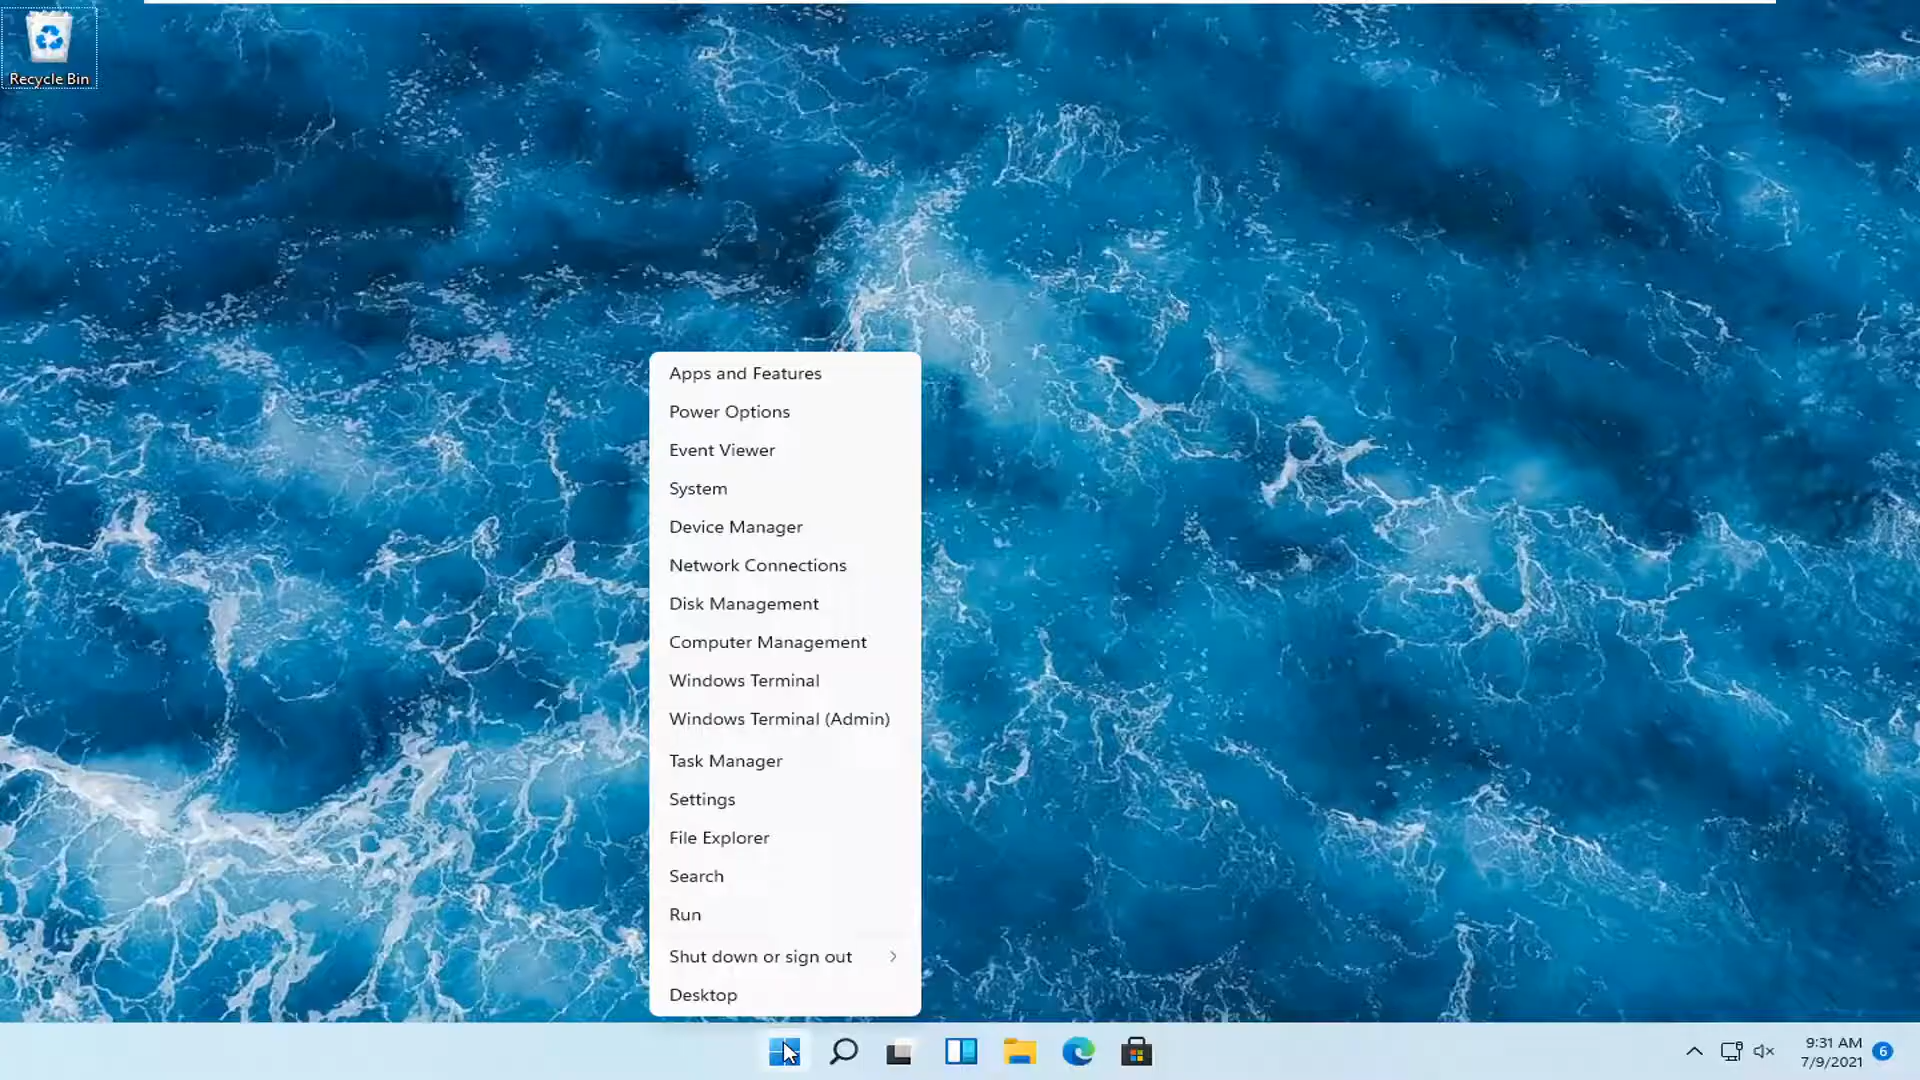 Recycle Bin
Apps and Features
Power Options
Event Viewer
System
Device Manager
Network Connections
Disk Management
Computer Management
Windows Terminal
Windows Terminal (Admin)
Task Manager
Settings
File Explorer
Search
Run
Shut down or sign out
Desktop
9:31 AM
7/9/2021
6